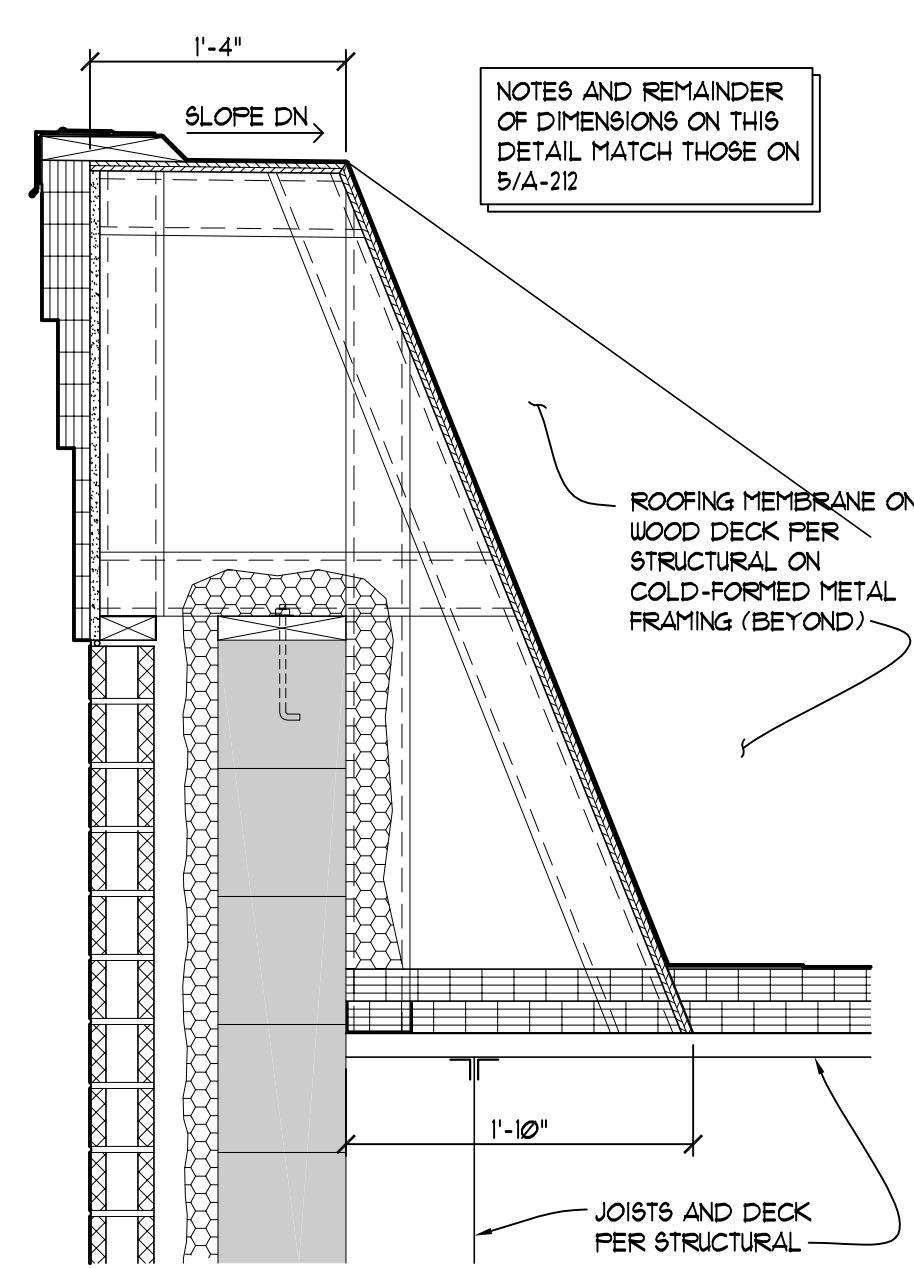 1'-4"
SLOPE DN
NOTES AND REMAINDER
OF DIMENSIONS ON THIS
DETAIL MATCH THOSE ON
5/A-212
ROOFING MEMBRANE ON
WOOD DECK PER
STRUCTURAL ON
COLD-FORMED METAL
FRAMING (BEYOND)
1'-10"
JOISTS AND DECK
PER STRUCTURAL